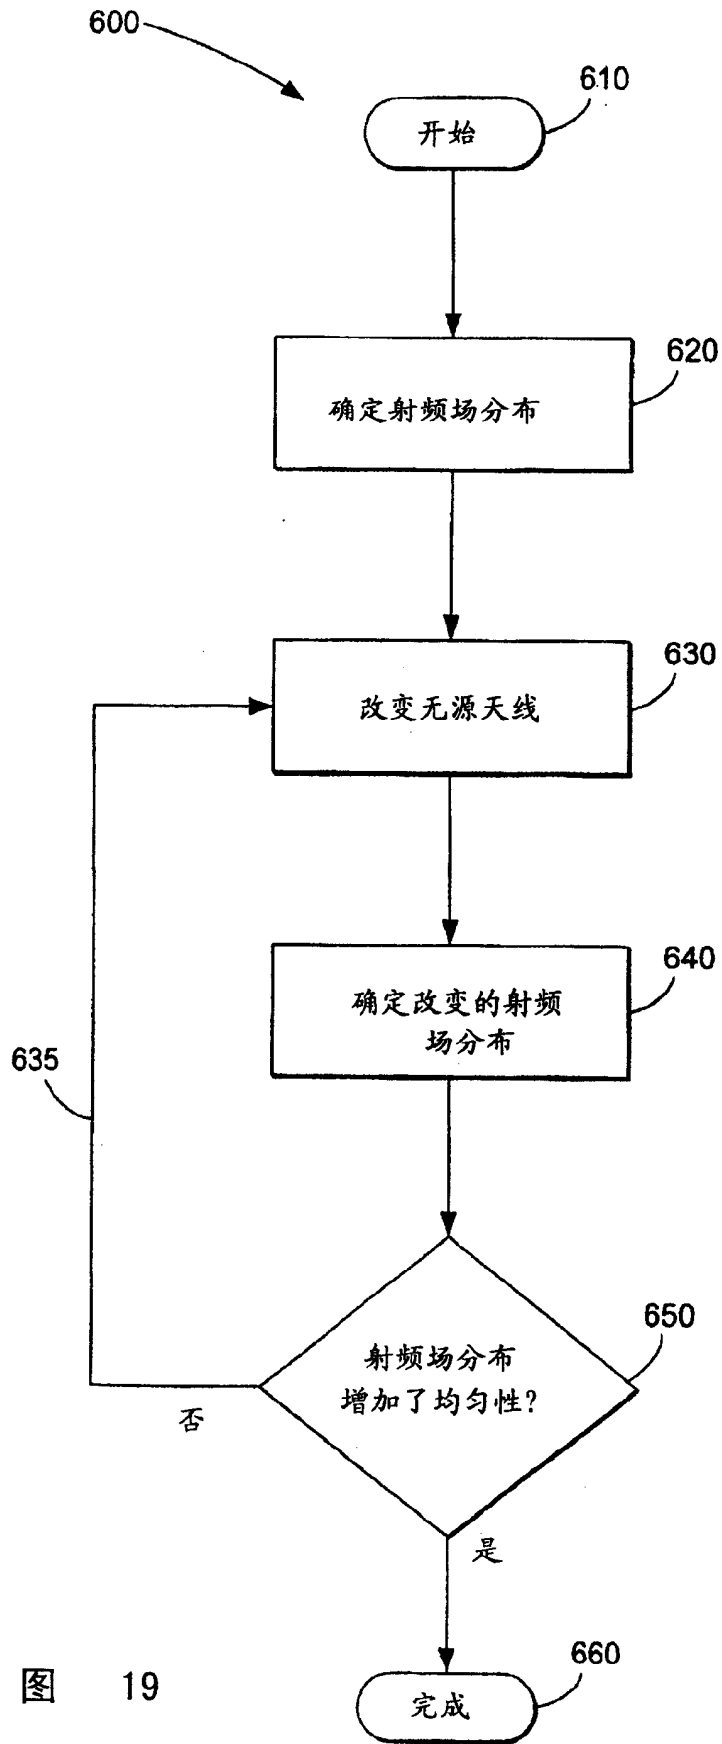 600
610
开始
620
确定射频场分布
630
改变无源天线
640
确定改变的射频
场分布
635
650
射频场分布
增加了均匀性?
否
是
660
完成
图 19